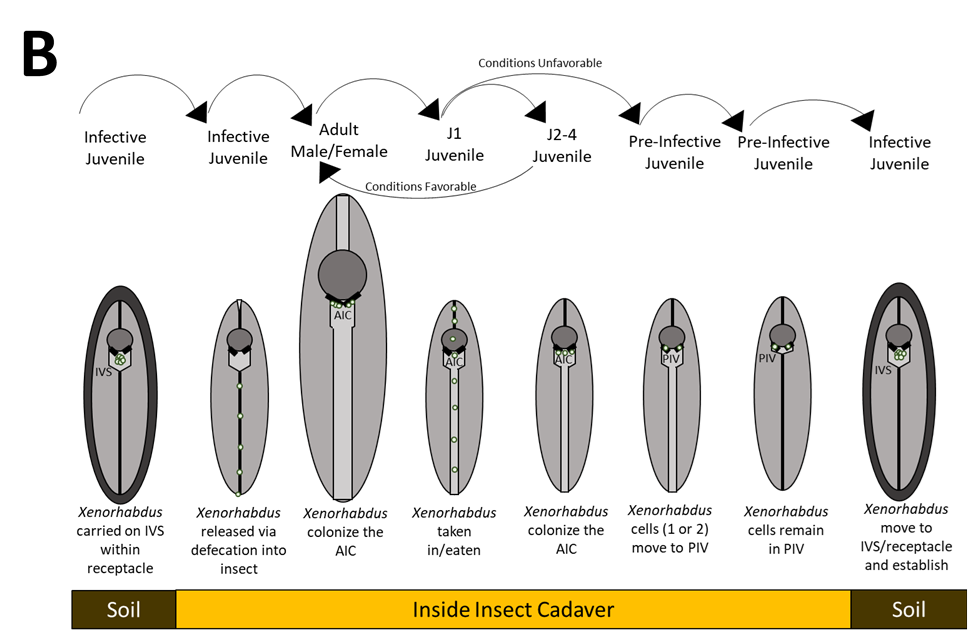 B
Conditions Unfavorable
Infective
Juvenile
Infective
Juvenile
Adult
Male/Female
J1
Juvenile
J2-4
Juvenile
Pre-Infective
Juvenile
Pre-Infective
Juvenile
Infective
Juvenile
Conditions Favorable
IVS
AIC
AIC
AIC
PIV
PIV
IVS
Xenorhabdus
carried on IVS
within
receptacle
Xenorhabdus
released via
defecation into
insect
Xenorhabdus
colonize the
AIC
Xenorhabdus
taken
in/eaten
Xenorhabdus
colonize the
AIC
Xenorhabdus
cells (1 or 2)
move to PIV
Xenorhabdus
cells remain
in PIV
Xenorhabdus
move to
IVS/receptacle
and establish
Soil
Inside Insect Cadaver
Soil